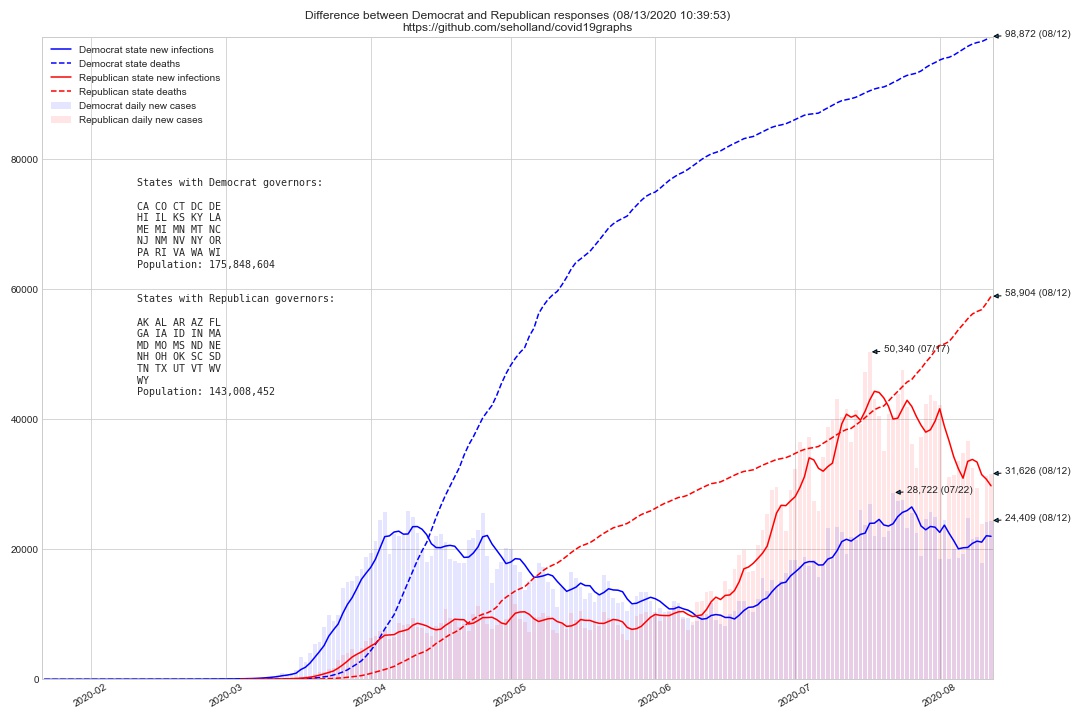 Difference between Democrat and Republican responses (08/13/2020 10:39:53)
https://github.com/seholland/covid19graphs
Democrat state new infections
Democrat state deaths
Republican state new infections
Republican state deaths
Democrat daily new cases
Republican daily new cases
98,872 (08/12)
80000
States with Democrat governors:
CA CO CT DC DE
HI IL KS KY LA
ME MI MN MT NC
NJ NM NV NY OR
PA RI VA WA WI
Population: 175,848,604
60000
58,904 (08/12)
States with Republican governors:
AK AL AR AZ FL
GA IA ID IN MA
MD MO MS ND NE
NH OH OK SC SD
TN TX UT VT WV
WY
Population: 143,008,452
50,340 (07/17)
40000
31,626 (08/12)
28,722 (07/22)
24,409 (08/12)
20000
0
2020-02
2020-03
2020-04
2020-05
2020-06
2020-07
2020-08